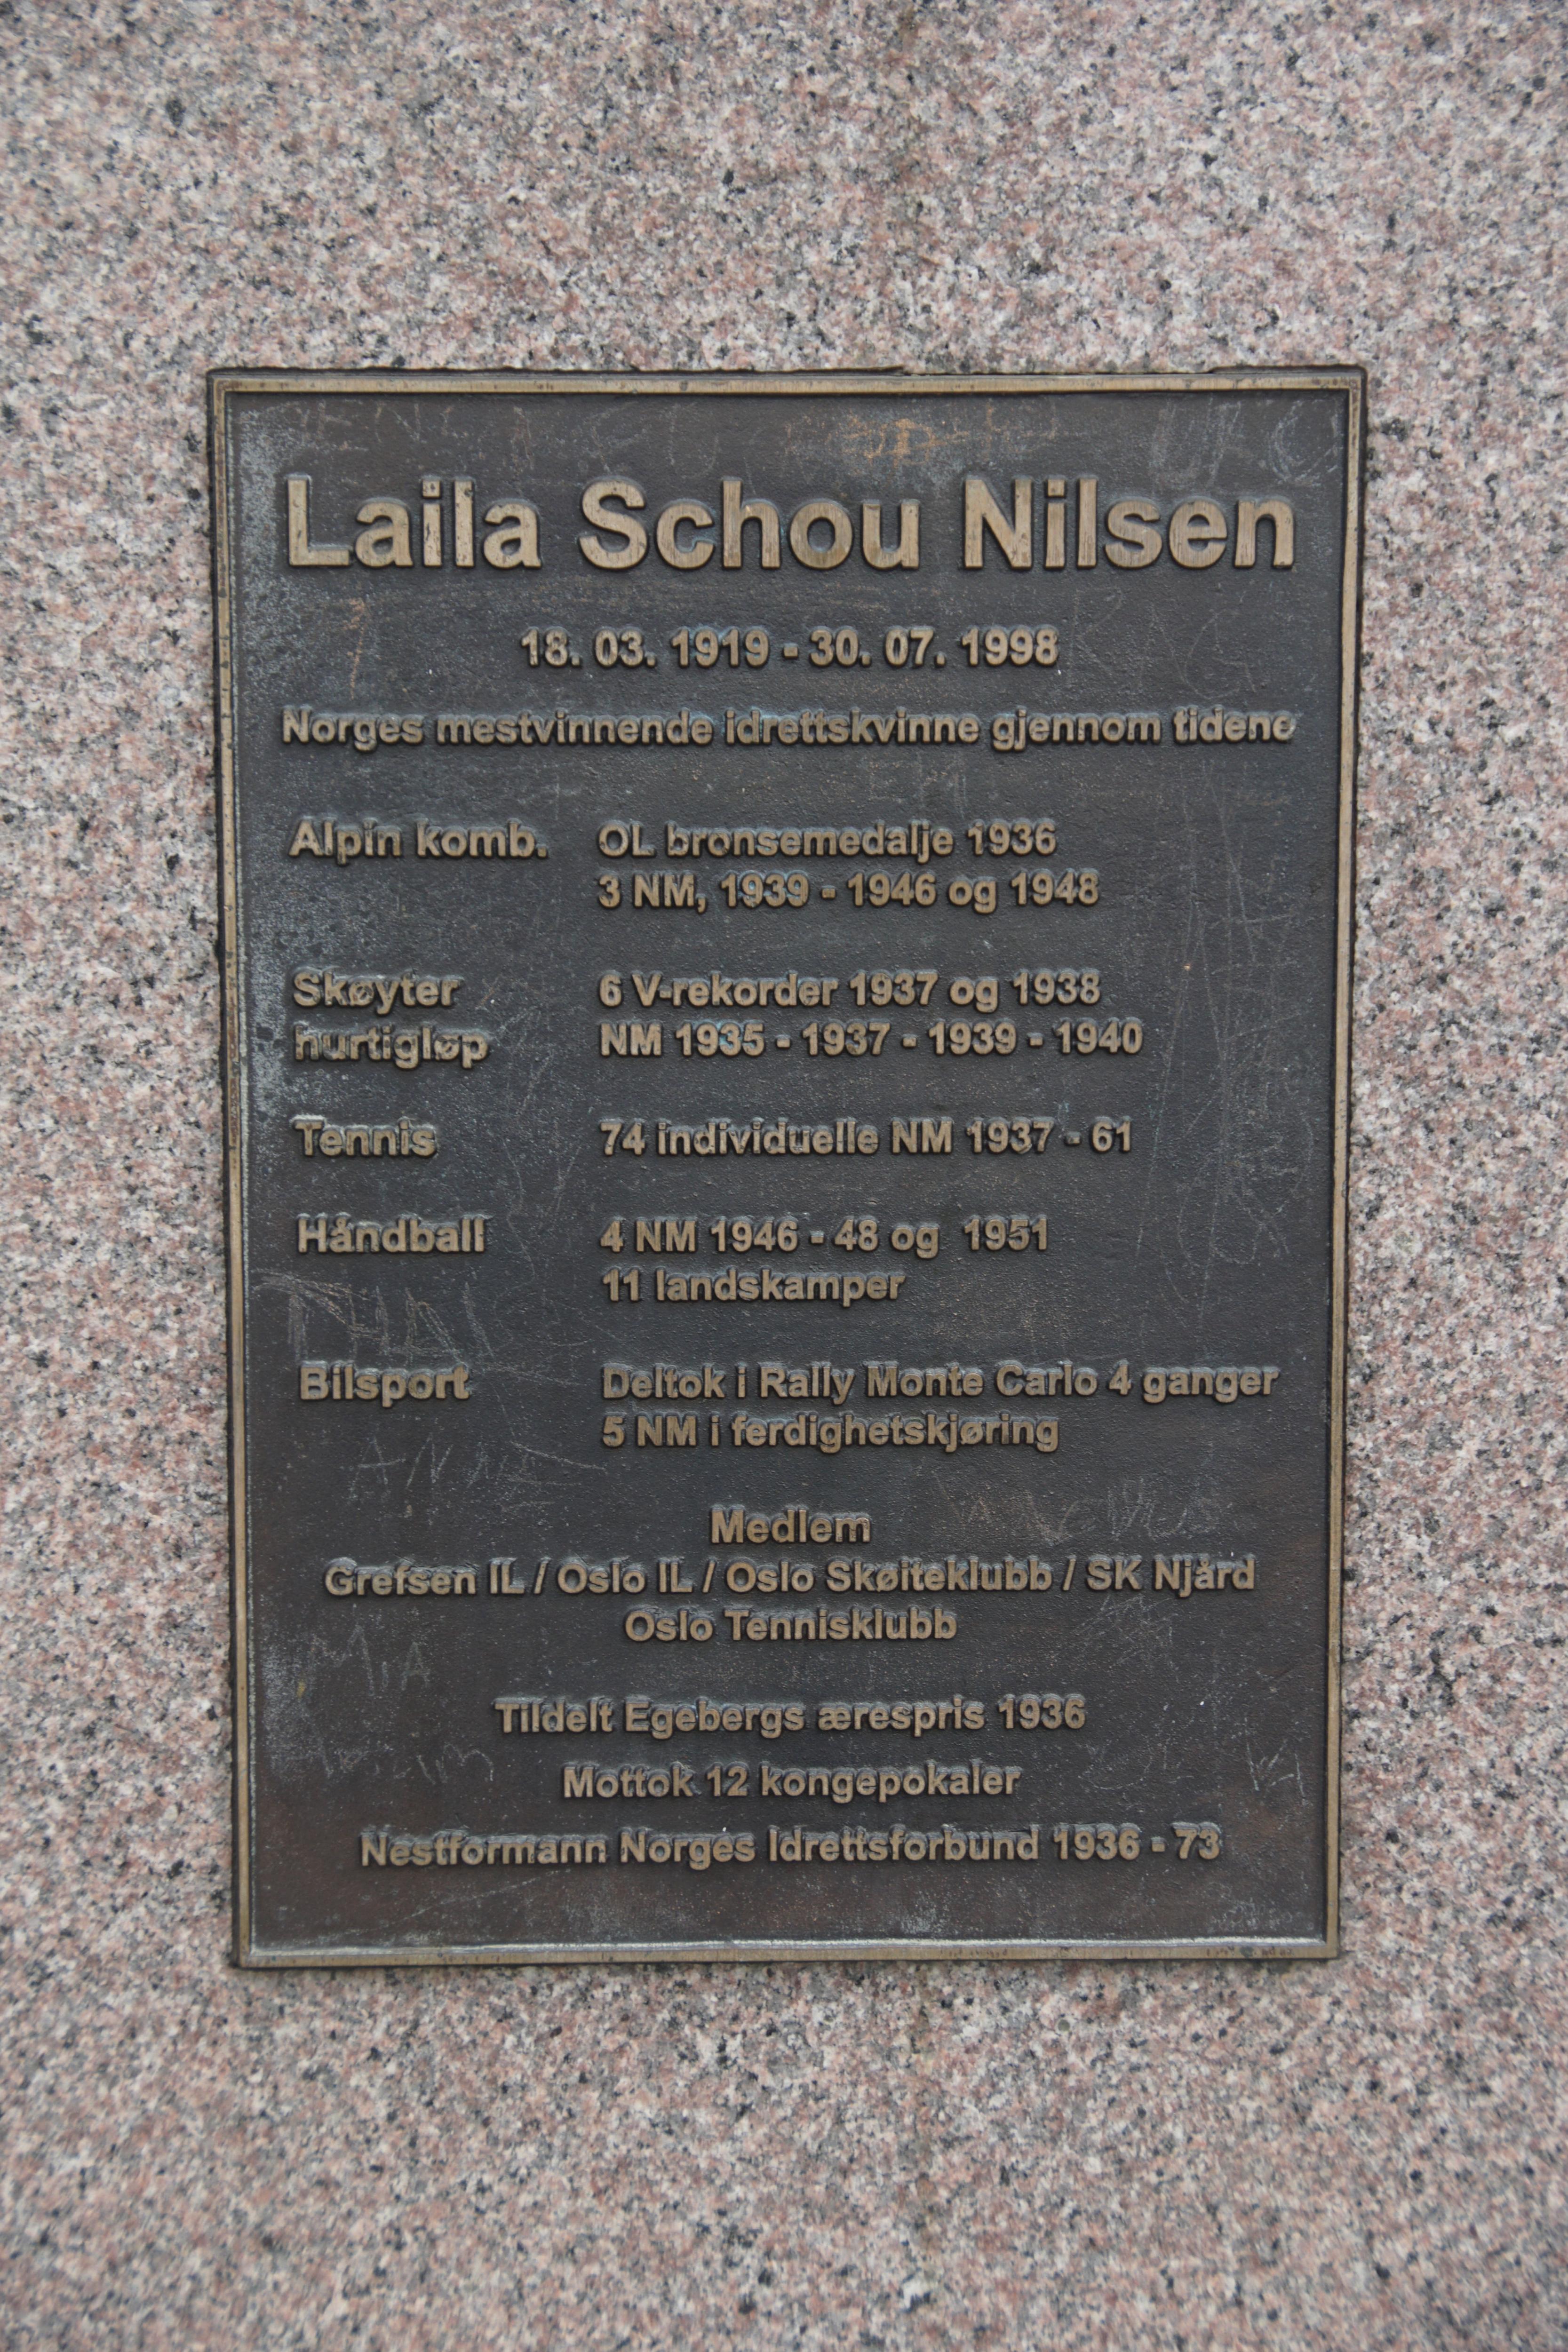 Laila Schou Nilsen
18. 03. 1919 - 30. 07. 1998
Norges mestvinnende idrettskvinne gjennom tidene
Alpin komb. OL bronsemedalje 1936
3 NM, 1939 - 1946 og 1948
Skøyter 6 V-rekorder 1937 og 1938
hurtigløp NM 1935 - 1937 - 1939 - 1940
Tennis 74 individuelle NM 1937 - 61
Håndball 4 NM 1946 - 48 og 1951
11 landskamper
Bilsport Deltok i Rally Monte Carlo 4 ganger
5 NM i ferdighetskjøring
Medlem
Grefsen IL / Oslo IL / Oslo Skøiteklubb / SK Njård
Oslo Tennisklubb
MiA
Tildelt Egebergs ærespris 1936
Mottok 12 kongepokaler
Nestformann Norges Idrettsforbund 1936 - 73